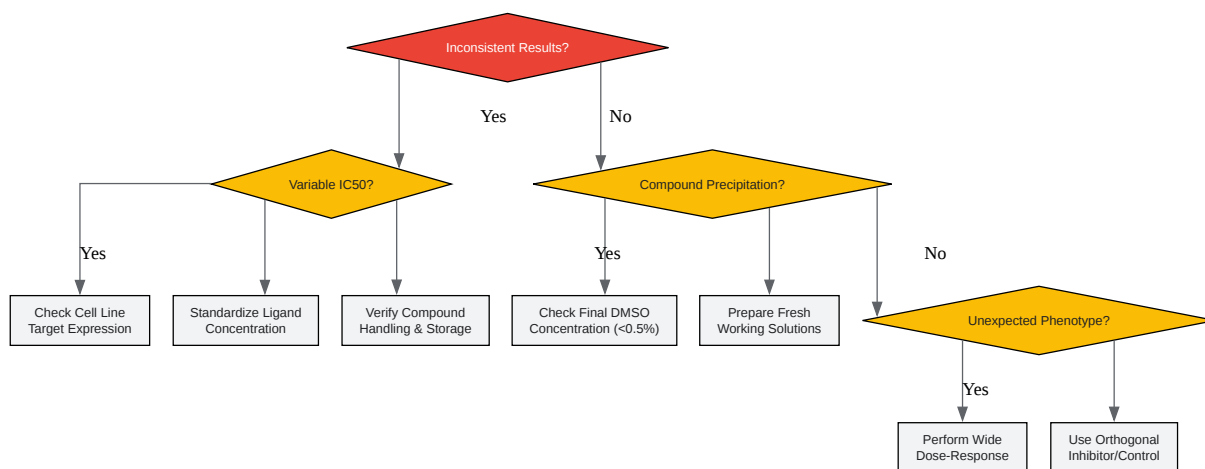 Inconsistent Results?
Yes
No
Variable IC50?
Compound Precipitation?
Yes
Yes
No
Check Cell Line
Target Expression
Standardize Ligand
Concentration
Verify Compound
Handling & Storage
Check Final DMSO
Concentration (<0.5%)
Prepare Fresh
Working Solutions
Unexpected Phenotype?
Yes
Perform Wide
Dose-Response
Use Orthogonal
Inhibitor/Control